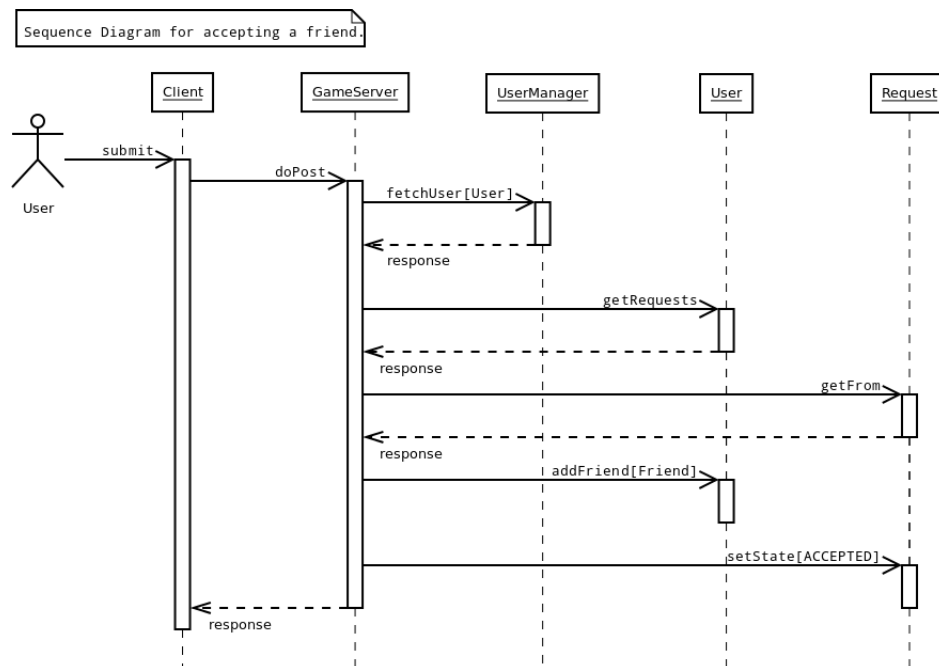 Sequence Diagram for accepting a friend.
Client
GameServer
UserManager
User
Request
submit
User
doPost
fetchUser[User]
response
getRequests
response
getFrom
response
addFriend[Friend]
setState[ACCEPTED]
response